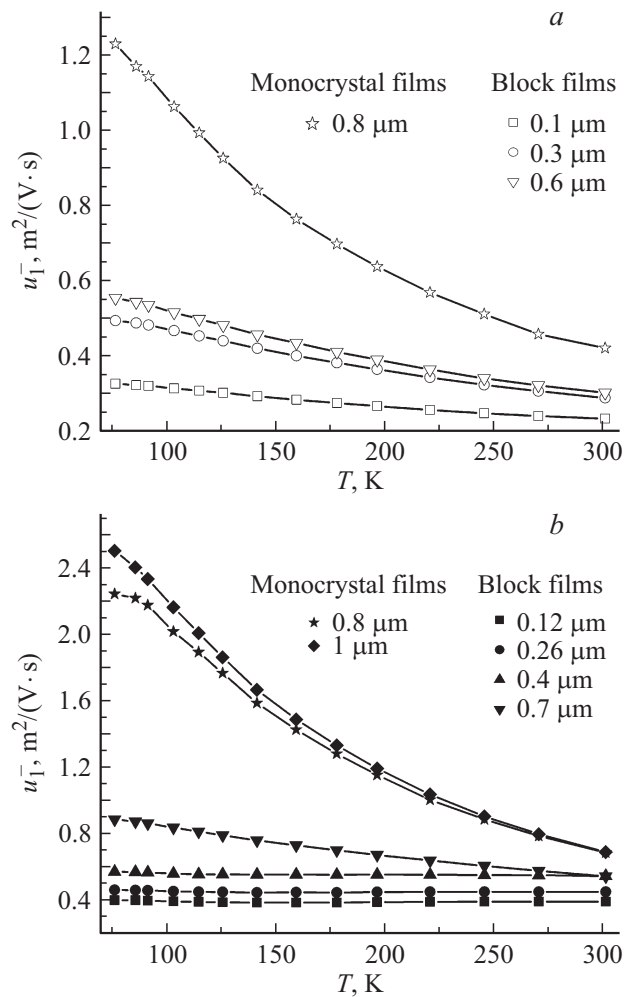 a
1.2
1.0
0.8
0.6
0.4
0.2
u₁⁻, m²/(V·s)
Monocrystal films
0.8 μm
Block films
0.1 μm
0.3 μm
0.6 μm
100 150 200 250 300
T, K
b
2.4
2.0
1.6
1.2
0.8
0.4
u₁⁻, m²/(V·s)
Monocrystal films
0.8 μm
1 μm
Block films
0.12 μm
0.26 μm
0.4 μm
0.7 μm
100 150 200 250 300
T, K